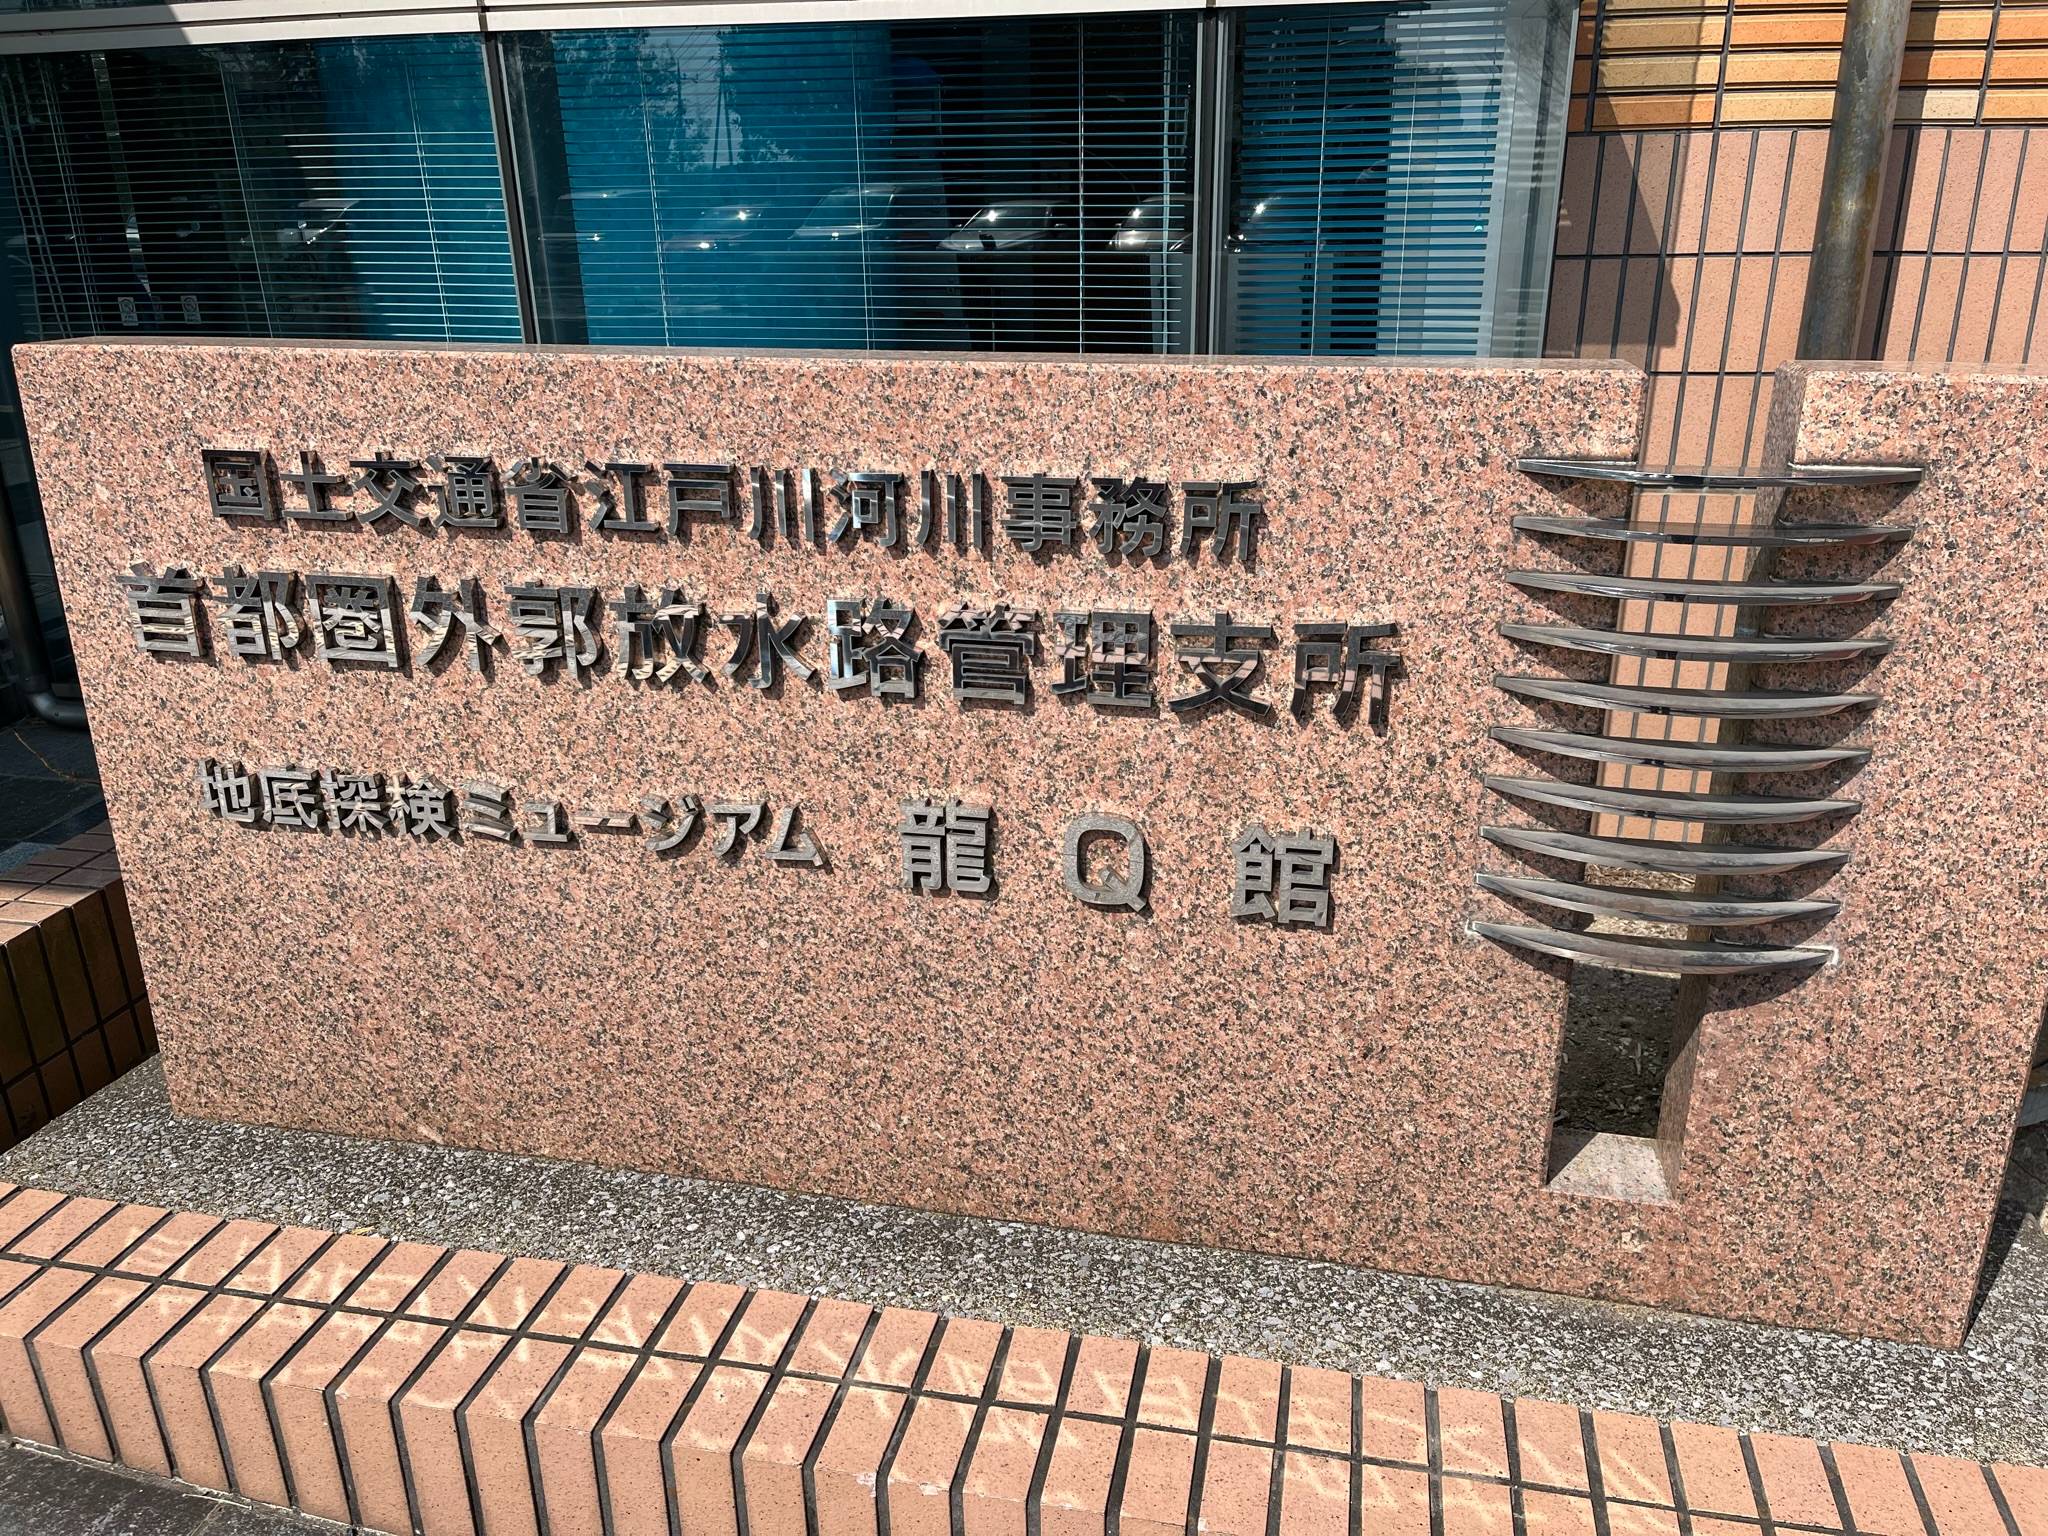 国土交通省江戸川河川事務所
首都圏外郭放水路管理支所
地底探検ミュージアム 龍Q館